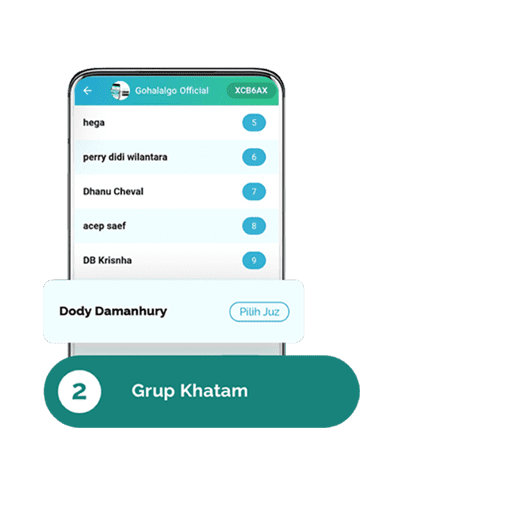 Gohalalgo Official XCB6AX
hega 5
perry didi wilantara 6
Dhanu Cheval 7
acep saef 8
DB Krisnha 9
Dody Damanhury Pilih Juz
2 Grup Khatam